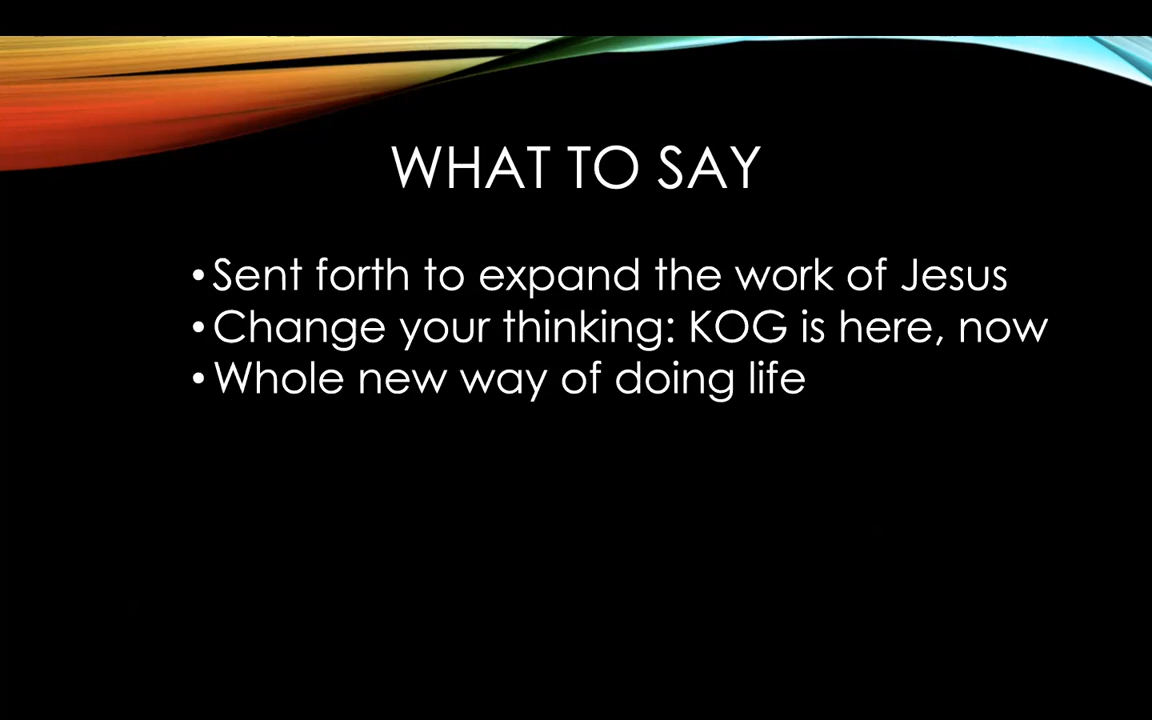 WHAT TO SAY
•Sent forth to expand the work of Jesus
•Change your thinking: KOG is here, now
•Whole new way of doing life